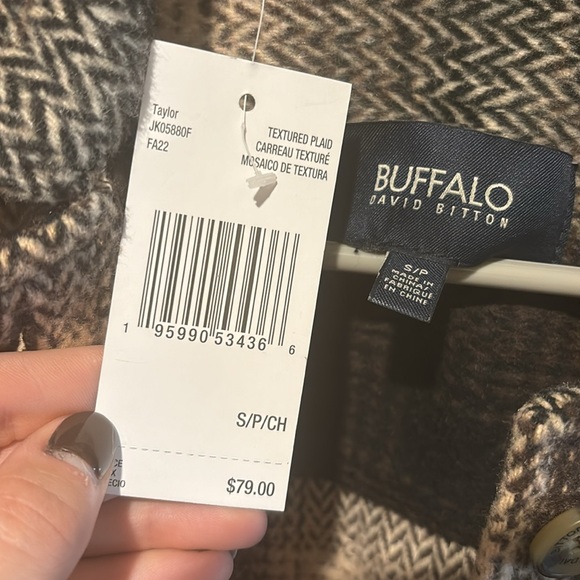 Taylor
JK05880F
FA22
TEXTURED PLAID
CARREAU TEXTURÉ
MOSAICO DE TEXTURA
1 95990 53436 6
S/P/CH
$79.00
BUFFALO
DAVID BITTON
S/P
MADE IN
CHINA/
FABRIQUÉ
EN CHINE